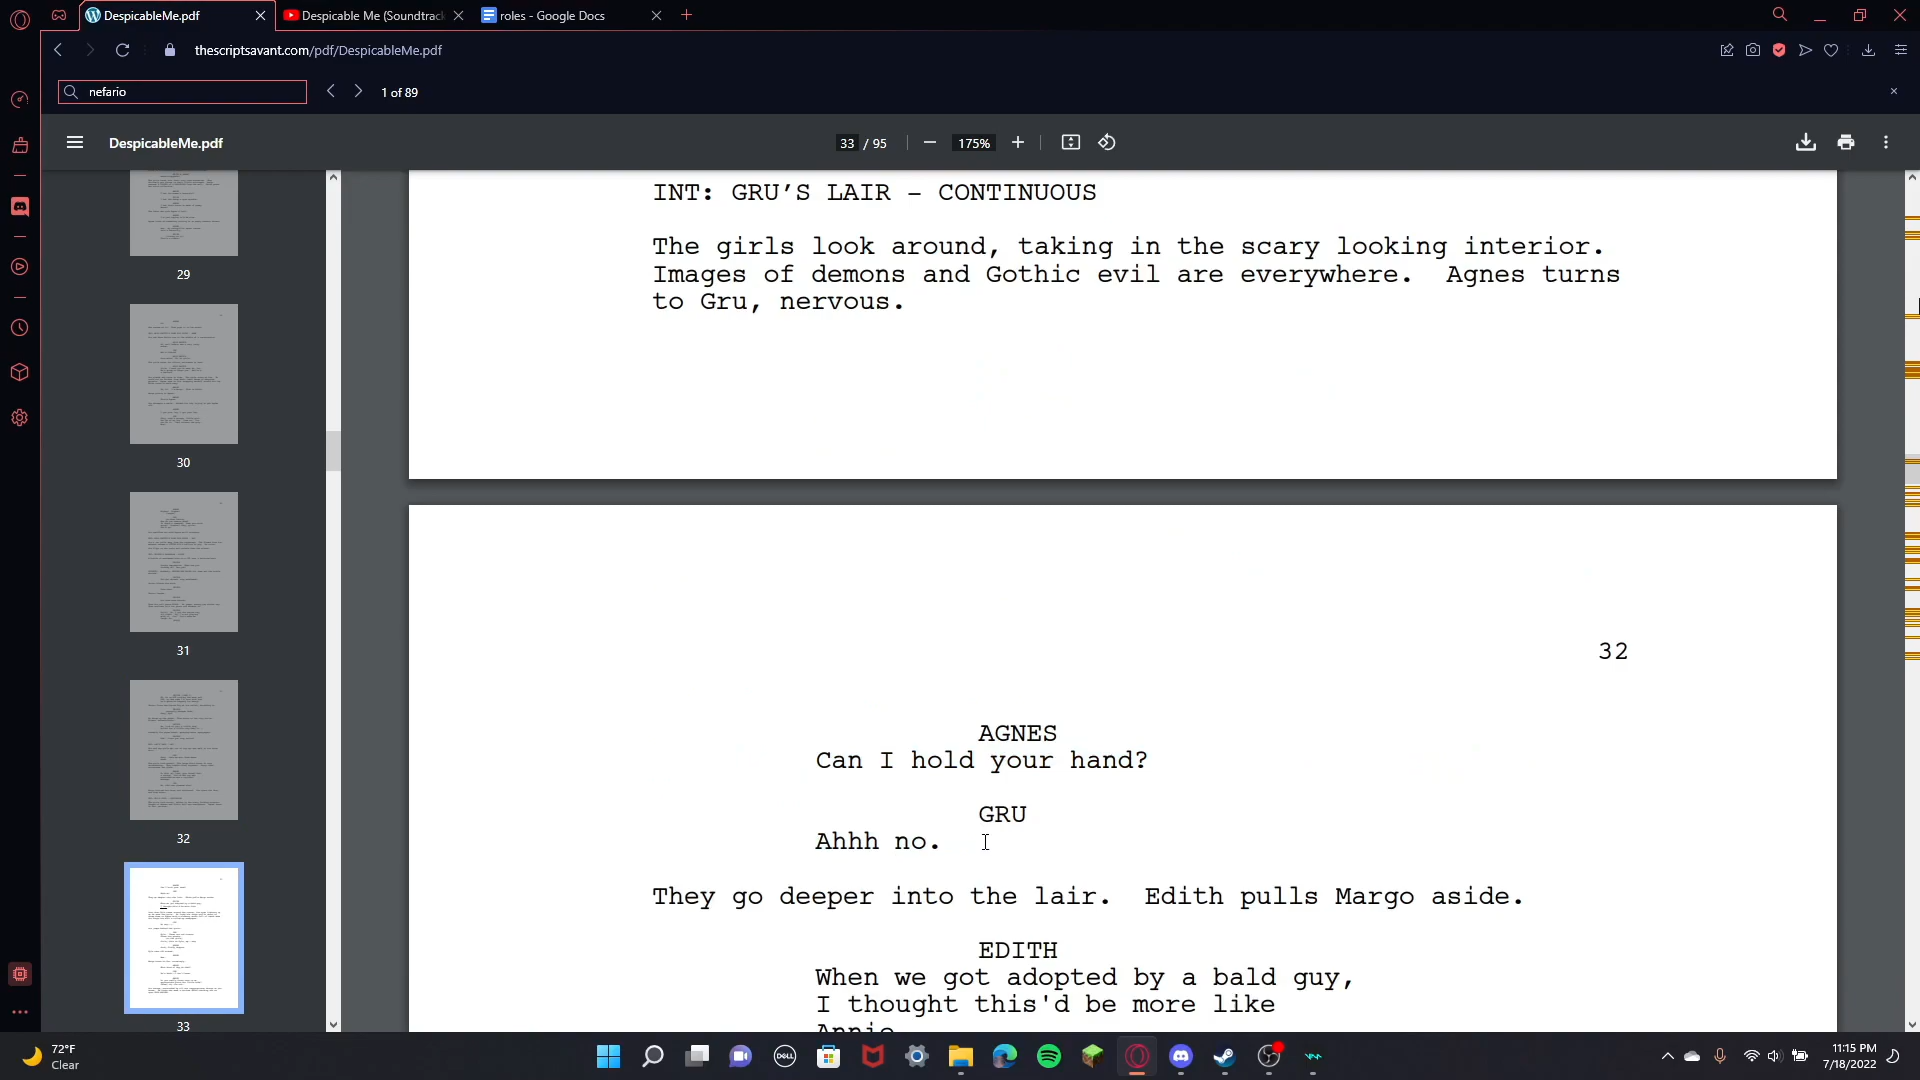 DespicableMe.pdf
Despicable Me (Soundtrack
roles - Google Docs
thescriptsavant.com/pdf/DespicableMe.pdf
nefario
1 of 89
DespicableMe.pdf
33 / 95
175%
29
30
31
32
33
INT: GRU’S LAIR – CONTINUOUS
The girls look around, taking in the scary looking interior.
Images of demons and Gothic evil are everywhere. Agnes turns
to Gru, nervous.
32
AGNES
Can I hold your hand?
GRU
Ahhh no.
They go deeper into the lair. Edith pulls Margo aside.
EDITH
When we got adopted by a bald guy,
I thought this'd be more like
Annie.
72°F
Clear
DELL
11:15 PM
7/18/2022